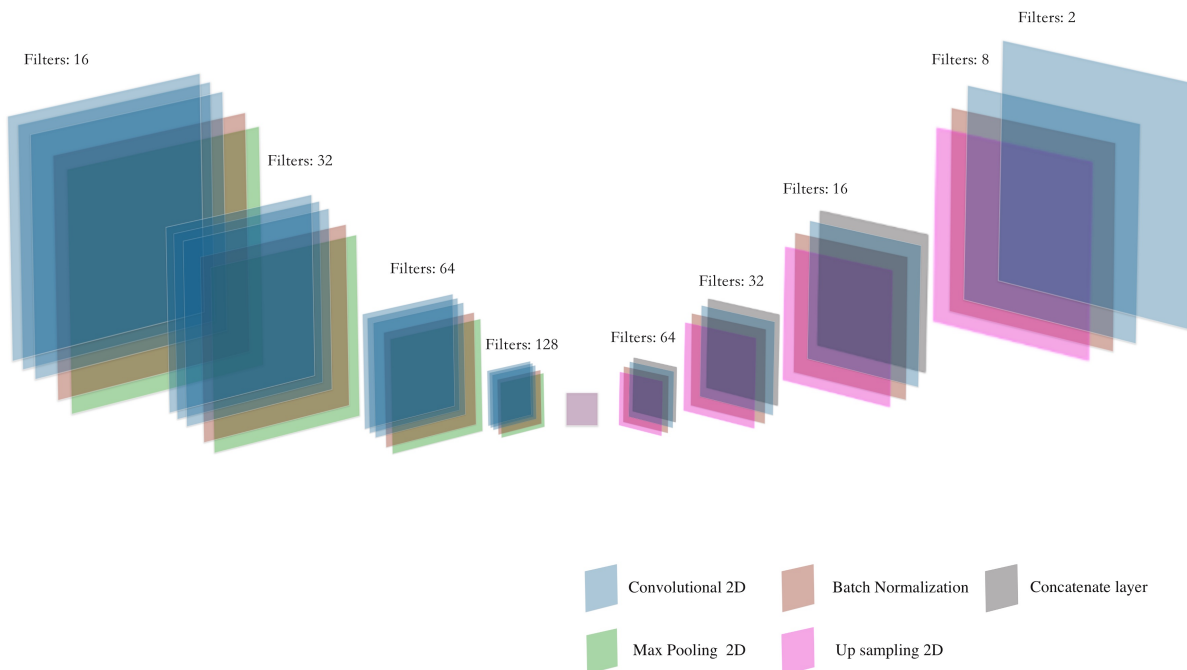 Filters: 2
Filters: 16
Filters: 8
Filters: 32
Filters: 16
Filters: 64
Filters: 32
Filters: 128
Filters: 64
Convolutional 2D
Batch Normalization
Concatenate layer
Max Pooling 2D
Up sampling 2D